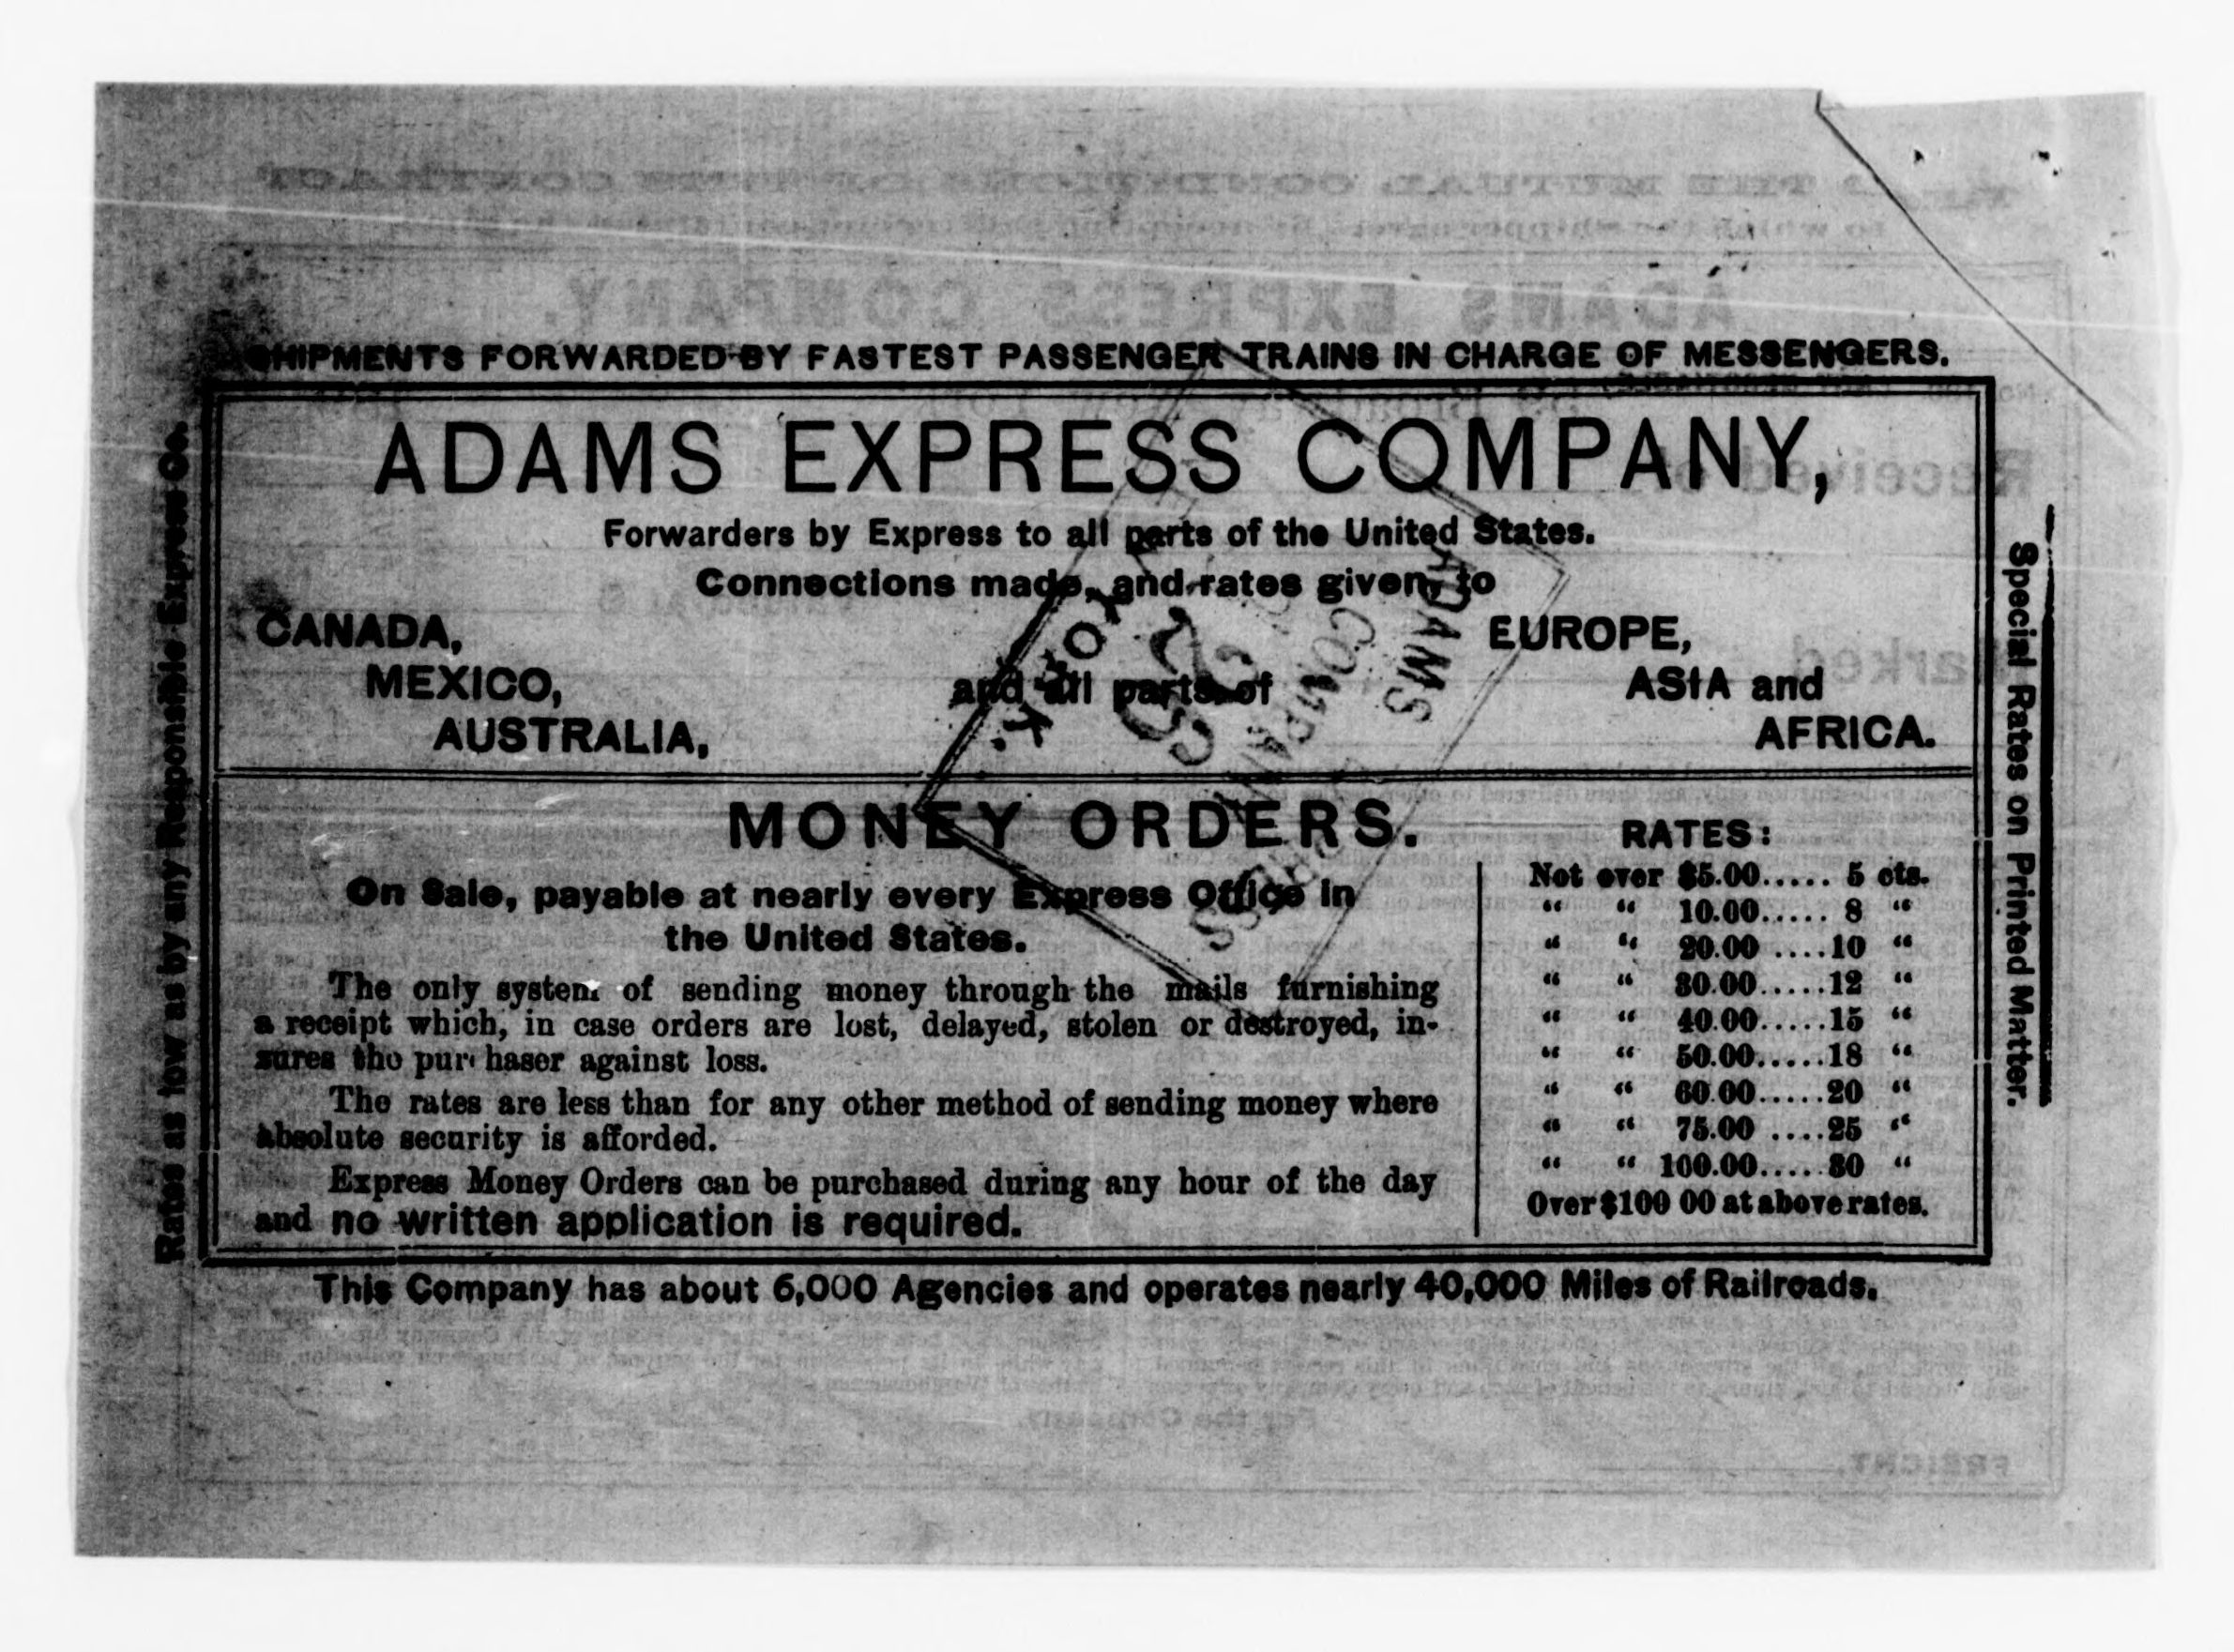 SHIPMENTS FORWARDED BY FASTEST PASSENGER TRAINS IN CHARGE OF MESSENGERS.
ADAMS EXPRESS COMPANY,
Forwarders by Express to all parts of the United States.
Connections made, and rates given, to
CANADA,
MEXICO,
AUSTRALIA,
and all parts of
EUROPE,
ASIA and
AFRICA.
MONEY ORDERS.
On Sale, payable at nearly every Express Office in
the United States.
The only system of sending money through the mails furnishing
a receipt which, in case orders are lost, delayed, stolen or destroyed, in-
sures the purchaser against loss.
The rates are less than for any other method of sending money where
absolute security is afforded.
Express Money Orders can be purchased during any hour of the day
and no written application is required.
RATES:
Not over $5.00..... 5 cts.
“ “ 10.00..... 8 “
“ “ 20.00 ....10 “
“ “ 30.00.....12 “
“ “ 40.00.....15 “
“ “ 50.00.....18 “
“ “ 60.00.....20 “
“ “ 75.00 ....25 “
“ “ 100.00.....30 “
Over $100 00 at above rates.
This Company has about 6,000 Agencies and operates nearly 40,000 Miles of Railroads.
Rates as low as by any Responsible Express Co.
Special Rates on Printed Matter.
ADAMS
EXPRESS
COMPANY